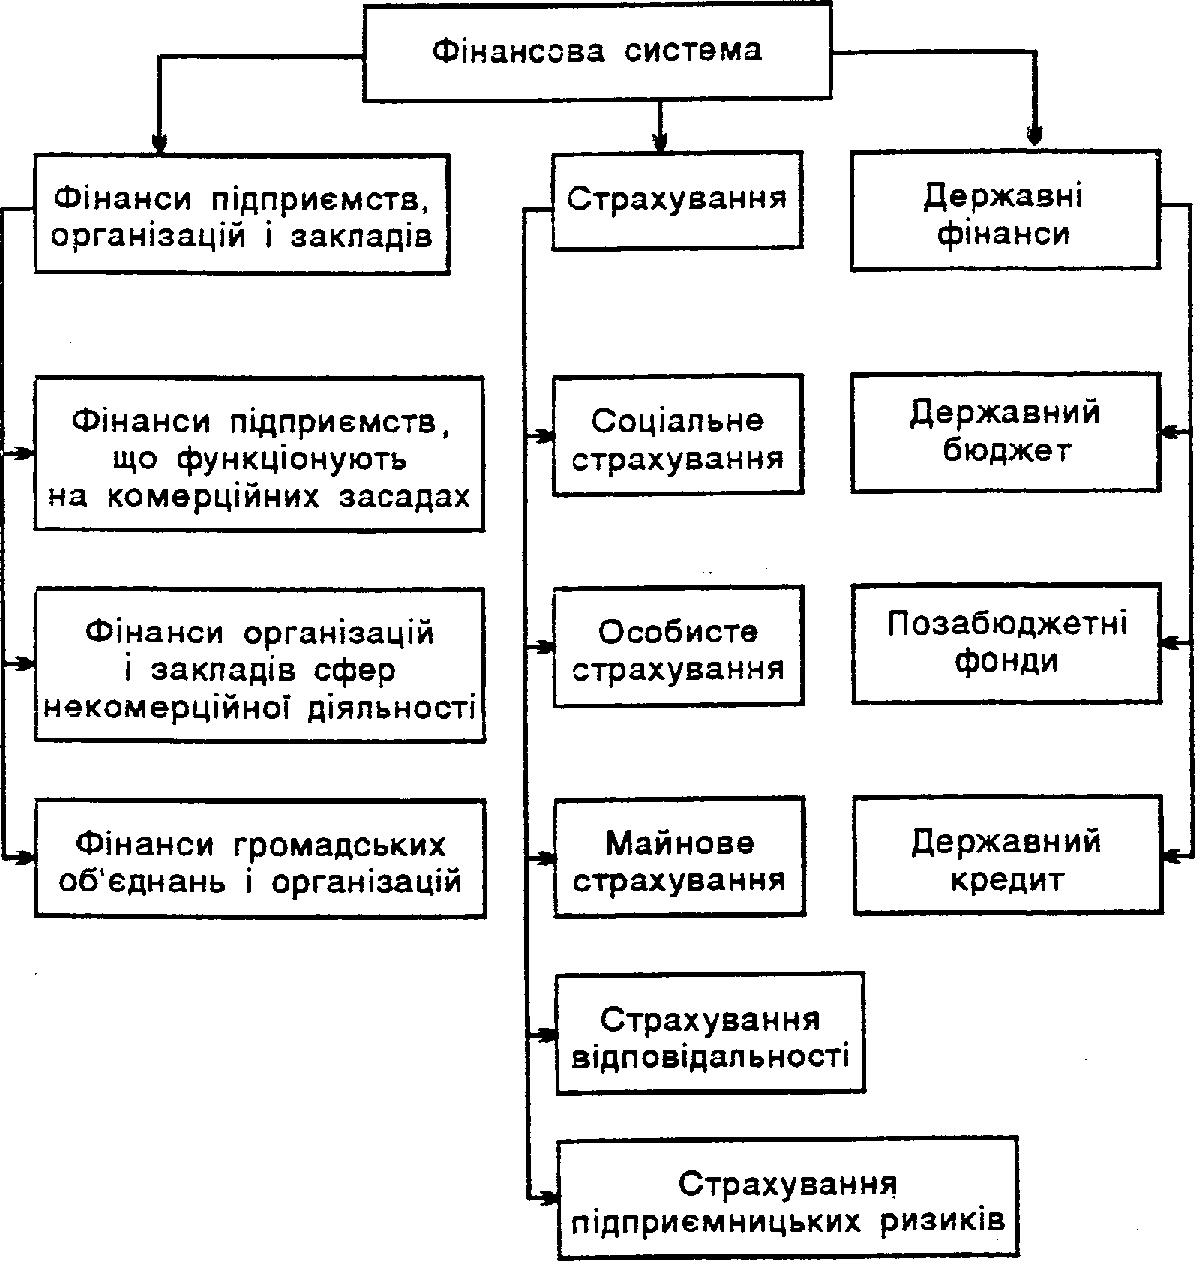 Фінансова система
Фінанси підприємств,
організацій і закладів
Страхування
Державні
фінанси
Фінанси підприємств,
що функціонують
на комерційних засадах
Соціальне
страхування
Державний
бюджет
Фінанси організацій
і закладів сфер
некомерційної діяльності
Особисте
страхування
Позабюджетні
фонди
Фінанси громадських
об'єднань і організацій
Майнове
страхування
Державний
кредит
Страхування
відповідальності
Страхування
підприємницьких ризиків